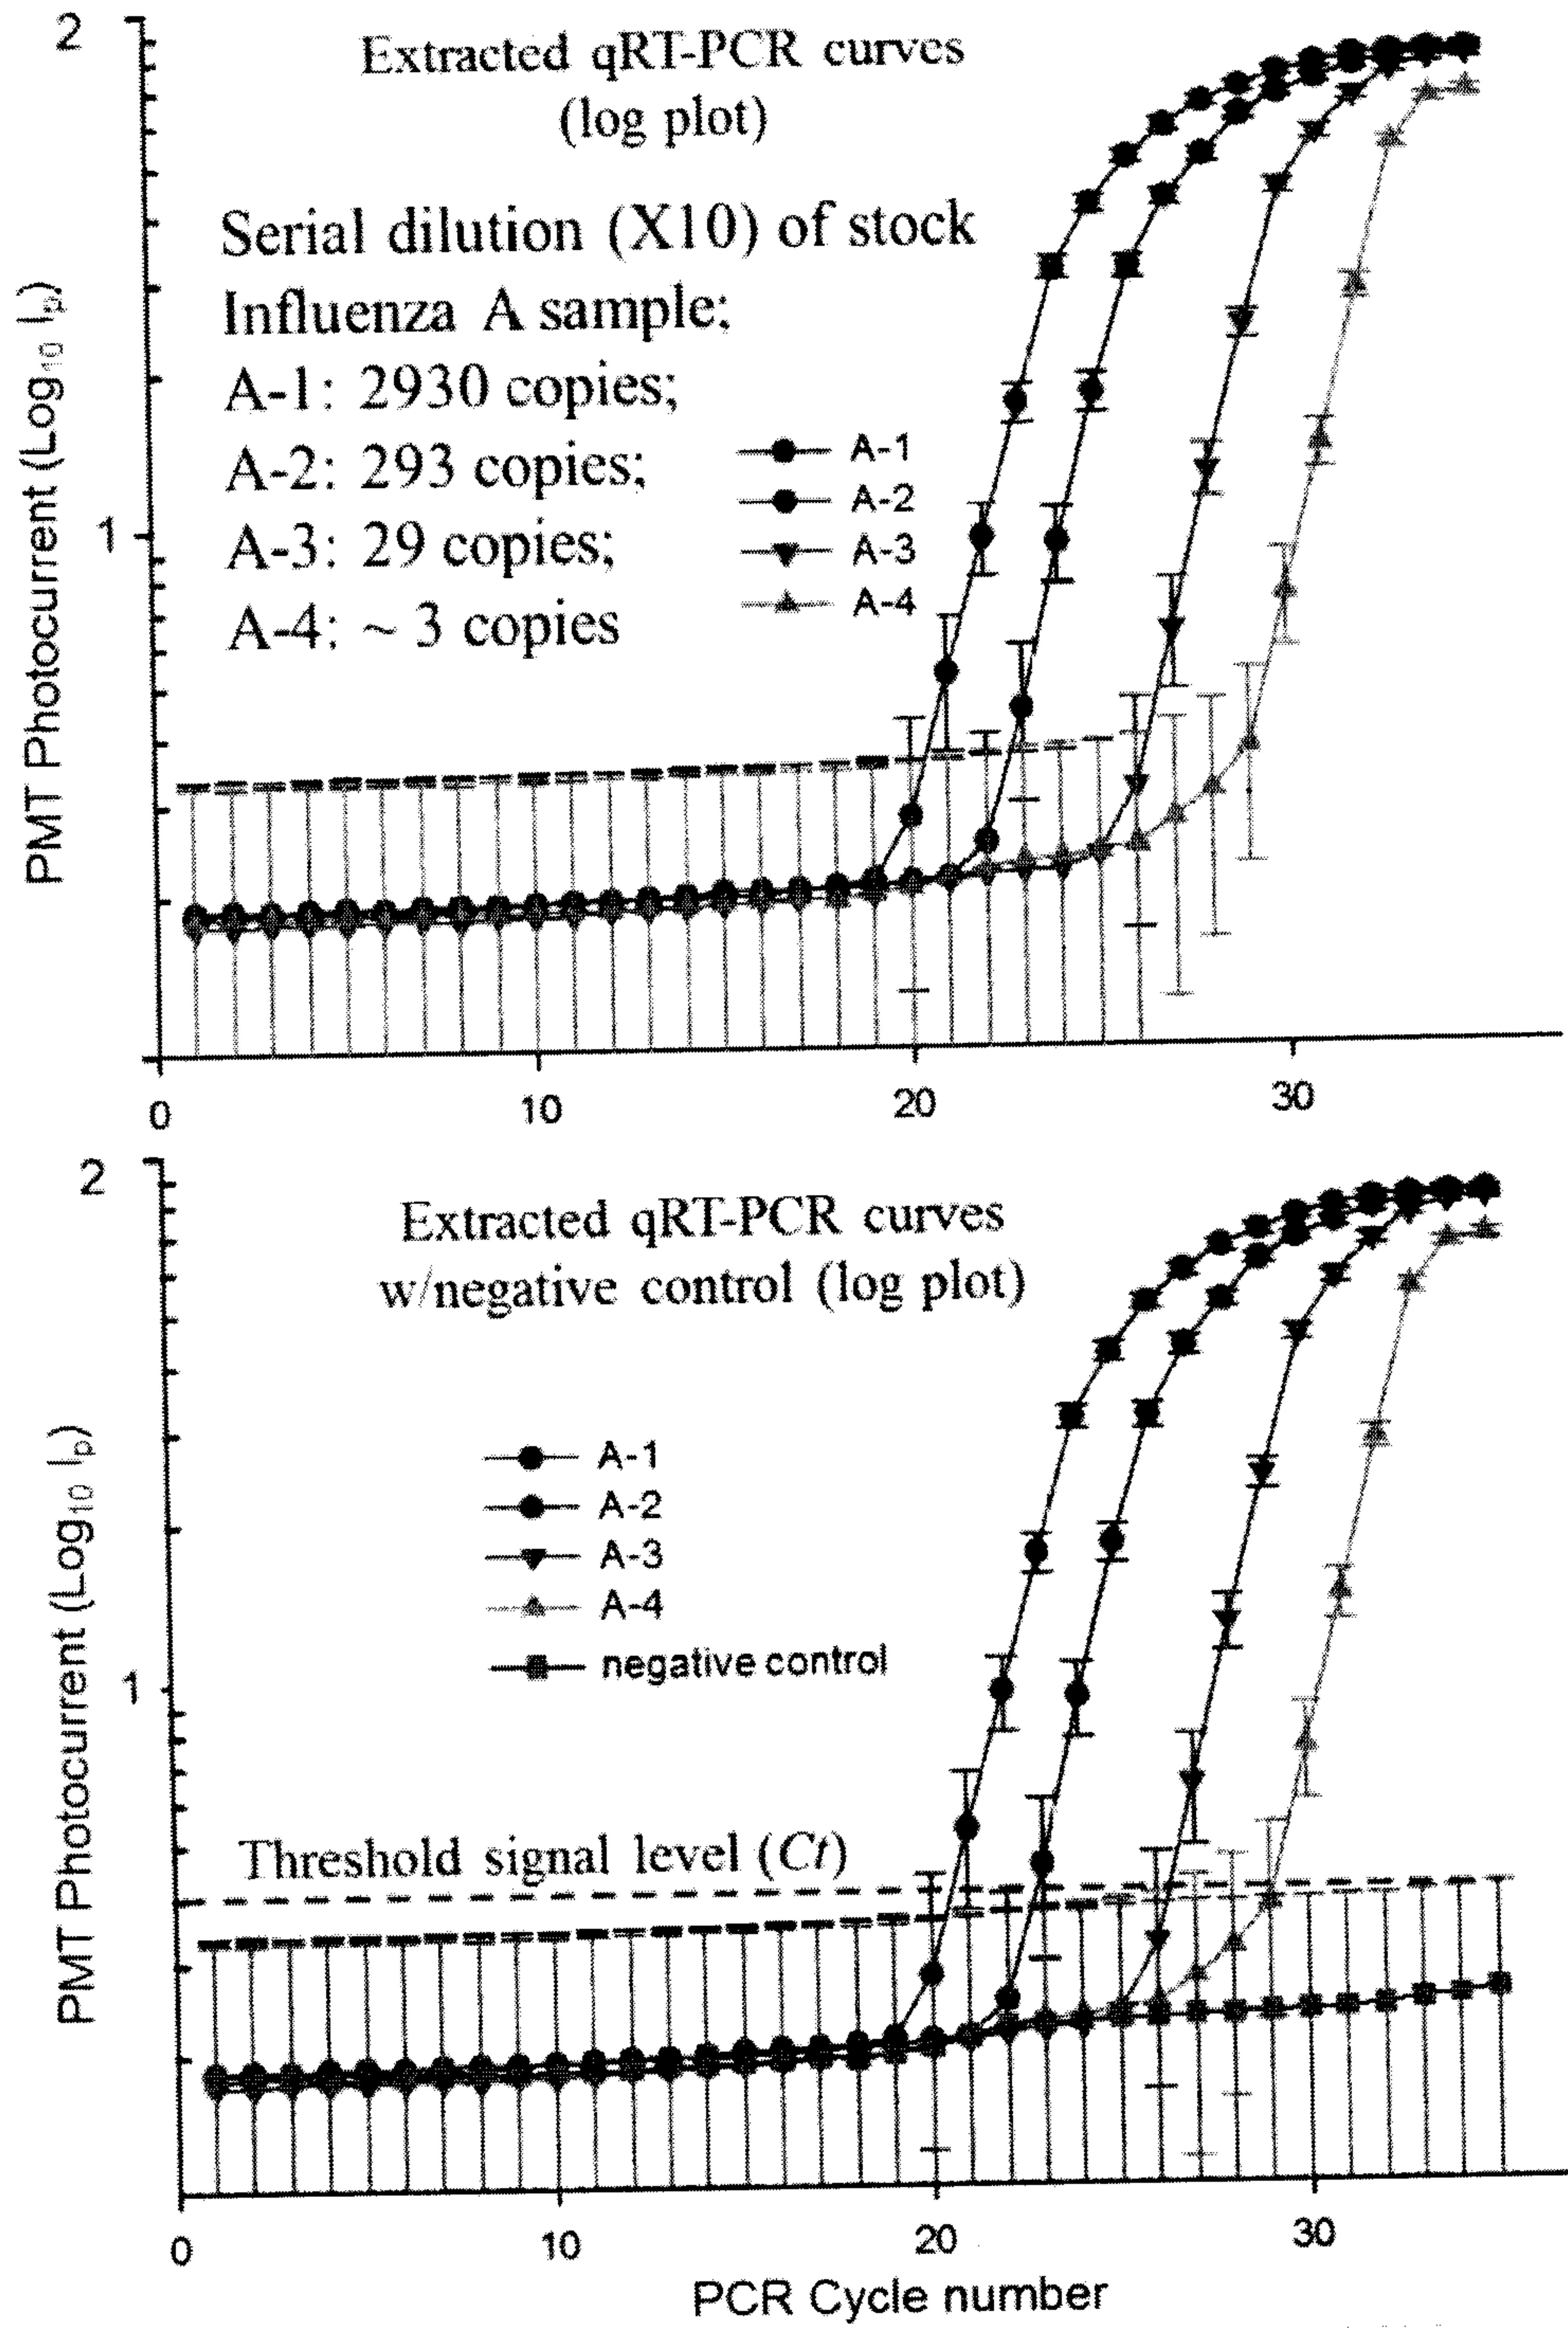 Extracted qRT-PCR curves
(log plot)
Serial dilution (X10) of stock
Influenza A sample;
A-1: 2930 copies;
A-2: 293 copies;
A-3: 29 copies;
A-4: ~ 3 copies
A-1
A-2
A-3
A-4
PMT Photocurrent (Log10 Ip)
2
1
0
10
20
30
Extracted qRT-PCR curves
w/negative control (log plot)
A-1
A-2
A-3
A-4
negative control
Threshold signal level (Ct)
PMT Photocurrent (Log10 Ip)
2
1
0
10
20
30
PCR Cycle number